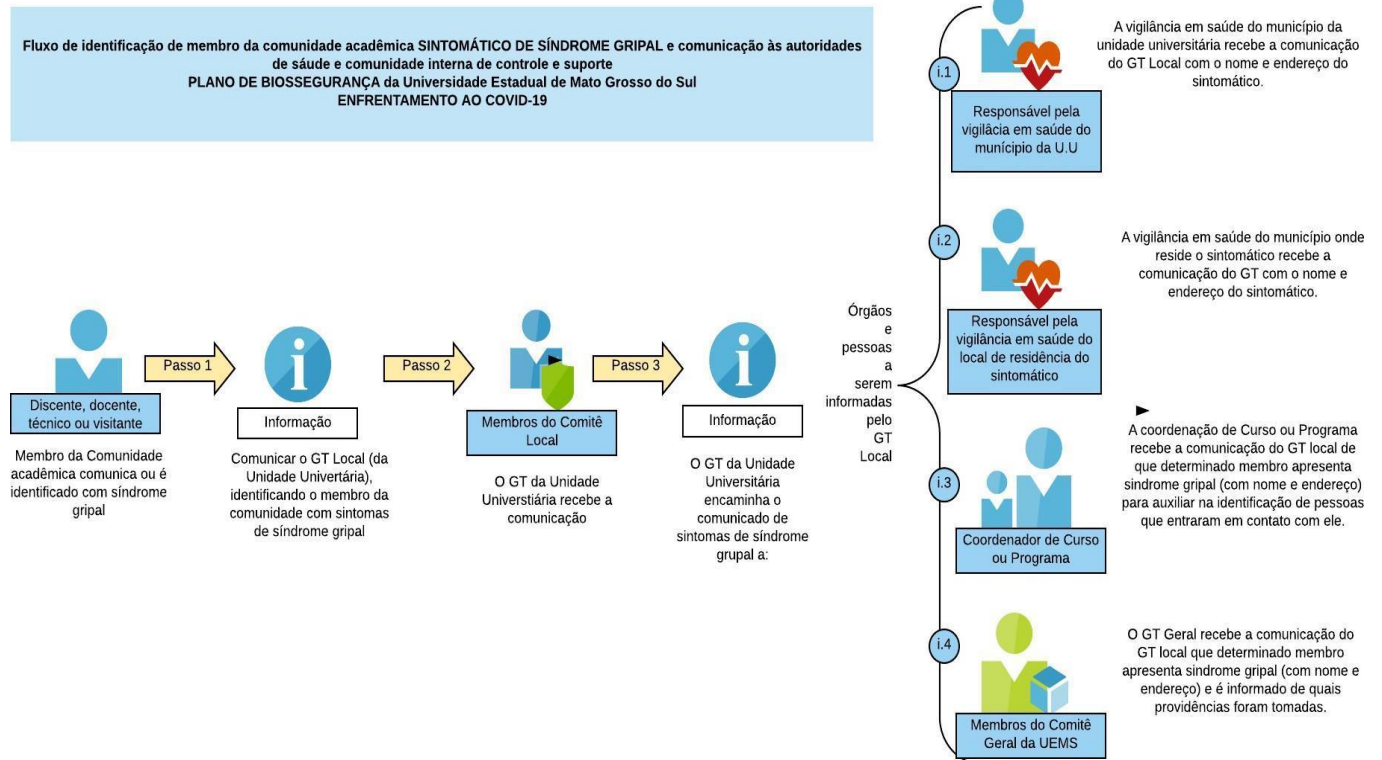 Fluxo de identificação de membro da comunidade acadêmica SINTOMÁTICO DE SÍNDROME GRIPAL e comunicação às autoridades
de sáude e comunidade interna de controle e suporte
PLANO DE BIOSSEGURANÇA da Universidade Estadual de Mato Grosso do Sul
ENFRENTAMENTO AO COVID-19
Discente, docente,
técnico ou visitante
Membro da Comunidade
acadêmica comunica ou é
identificado com síndrome
gripal
Passo 1
Informação
Comunicar o GT Local (da
Unidade Univertária),
identificando o membro da
comunidade com sintomas
de síndrome gripal
Passo 2
Membros do Comitê
Local
O GT da Unidade
Universtiária recebe a
comunicação
Passo 3
Informação
O GT da Unidade
Universitária
encaminha o
comunicado de
sintomas de síndrome
grupal a:
Órgãos
e
pessoas
a
serem
informadas
pelo
GT
Local
i.1
Responsável pela
vigilâcia em saúde do
munícipio da U.U
A vigilância em saúde do município da
unidade universitária recebe a comunicação
do GT Local com o nome e endereço do
sintomático.
i.2
Responsável pela
vigilância em saúde do
local de residência do
sintomático
A vigilância em saúde do município onde
reside o sintomático recebe a
comunicação do GT com o nome e
endereço do sintomático.
i.3
Coordenador de Curso
ou Programa
A coordenação de Curso ou Programa
recebe a comunicação do GT local de
que determinado membro apresenta
sindrome gripal (com nome e endereço)
para auxiliar na identificação de pessoas
que entraram em contato com ele.
i.4
Membros do Comitê
Geral da UEMS
O GT Geral recebe a comunicação do
GT local que determinado membro
apresenta sindrome gripal (com nome e
endereço) e é informado de quais
providências foram tomadas.